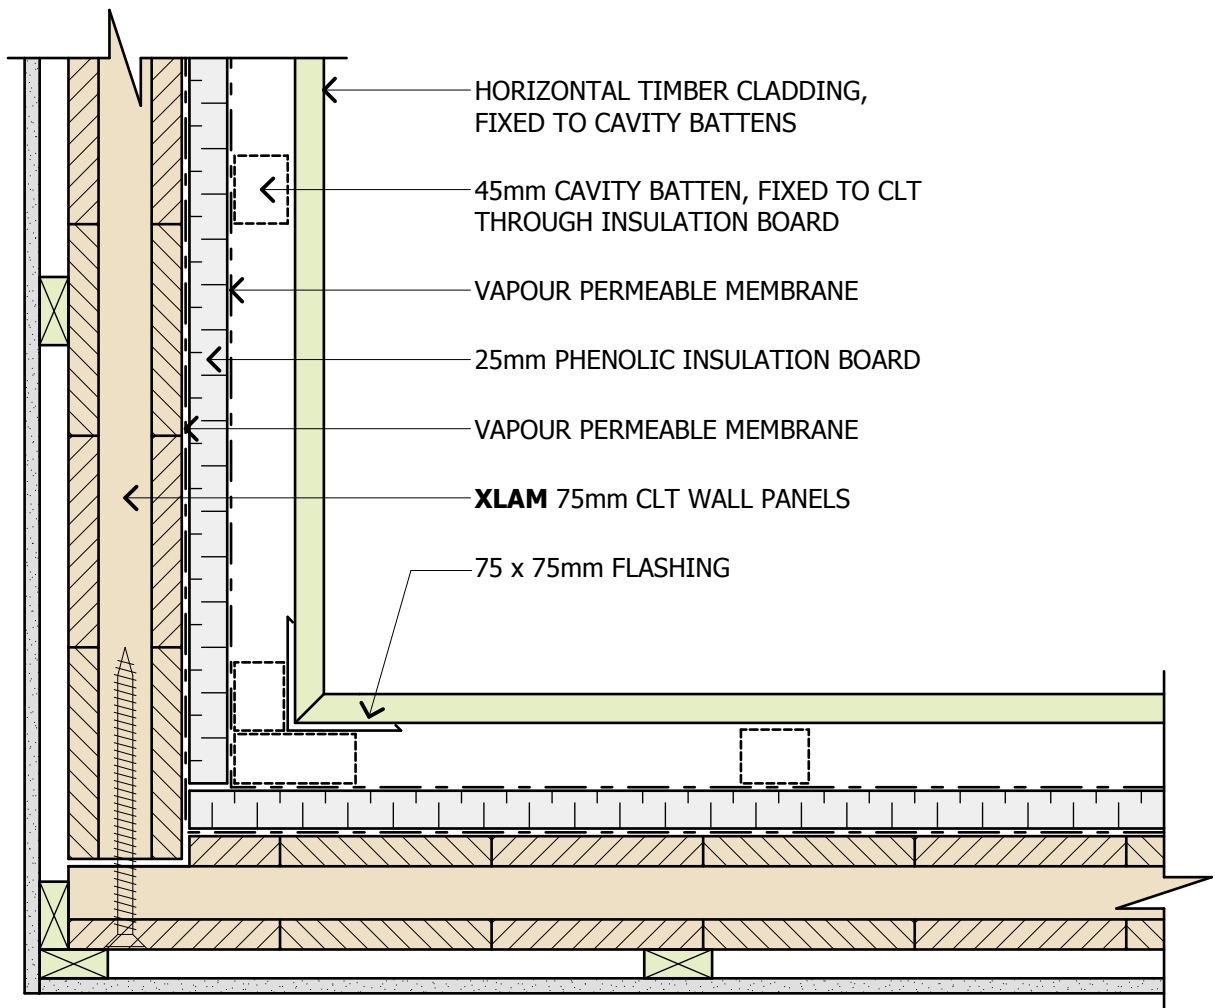 HORIZONTAL TIMBER CLADDING,
FIXED TO CAVITY BATTENS
45mm CAVITY BATTEN, FIXED TO CLT
THROUGH INSULATION BOARD
VAPOUR PERMEABLE MEMBRANE
25mm PHENOLIC INSULATION BOARD
VAPOUR PERMEABLE MEMBRANE
XLAM 75mm CLT WALL PANELS
75 x 75mm FLASHING